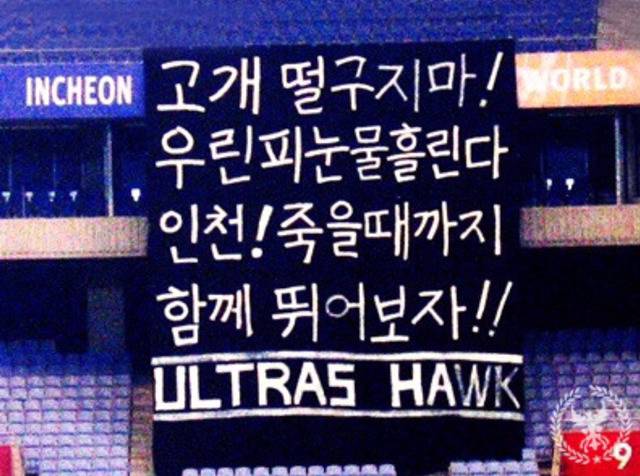 INCHEON
WORLD
고개 떨구지마!
우린피눈물흘린다
인천!죽을때까지
함께 뛰어보자!!
ULTRAS HAWK
9